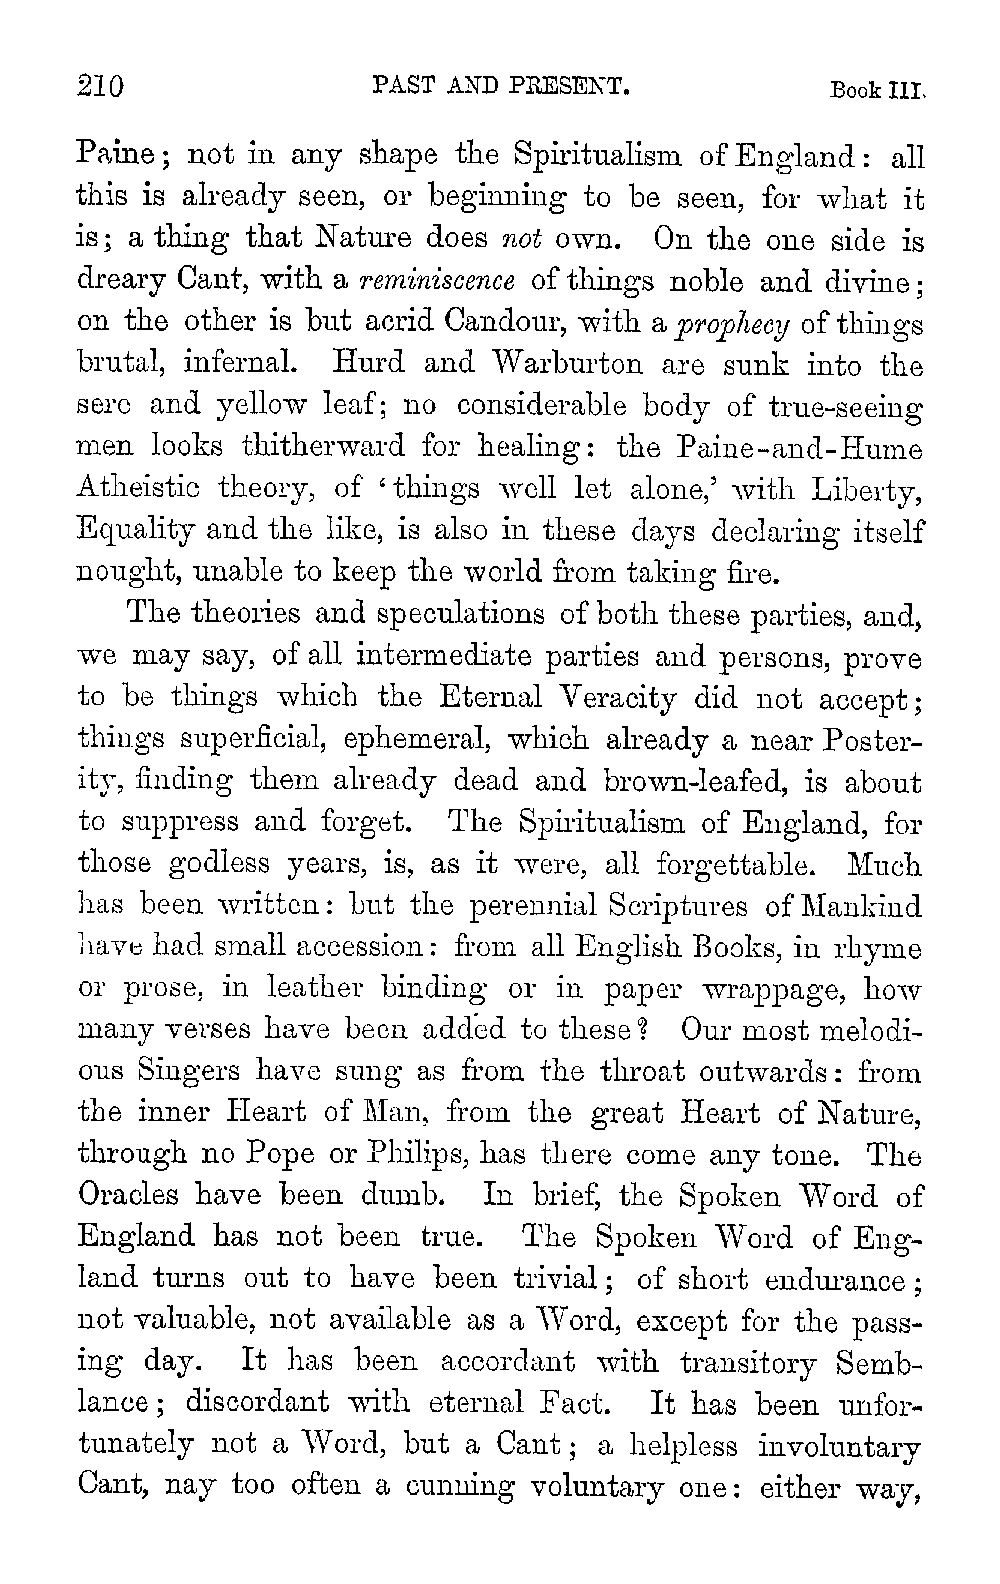 210 PAST AND PRESENT. Book III.
Paine; not in any shape the Spiritualism of England: all
this is already seen, or beginning to be seen, for what it
is; a thing that Nature does not own. On the one side is
dreary Cant, with a reminiscence of things noble and divine;
on the other is but acrid Candour, with a prophecy of things
brutal, infernal. Hurd and Warburton are sunk into the
sere and yellow leaf; no considerable body of true-seeing
men looks thitherward for healing: the Paine-and-Hume
Atheistic theory, of ‘things well let alone,’ with Liberty,
Equality and the like, is also in these days declaring itself
nought, unable to keep the world from taking fire.
The theories and speculations of both these parties, and,
we may say, of all intermediate parties and persons, prove
to be things which the Eternal Veracity did not accept;
things superficial, ephemeral, which already a near Poster-
ity, finding them already dead and brown-leafed, is about
to suppress and forget. The Spiritualism of England, for
those godless years, is, as it were, all forgettable. Much
has been written: but the perennial Scriptures of Mankind
have had small accession: from all English Books, in rhyme
or prose, in leather binding or in paper wrappage, how
many verses have been added to these? Our most melodi-
ous Singers have sung as from the throat outwards: from
the inner Heart of Man, from the great Heart of Nature,
through no Pope or Philips, has there come any tone. The
Oracles have been dumb. In brief, the Spoken Word of
England has not been true. The Spoken Word of Eng-
land turns out to have been trivial; of short endurance;
not valuable, not available as a Word, except for the pass-
ing day. It has been accordant with transitory Semb-
lance; discordant with eternal Fact. It has been unfor-
tunately not a Word, but a Cant; a helpless involuntary
Cant, nay too often a cunning voluntary one: either way,